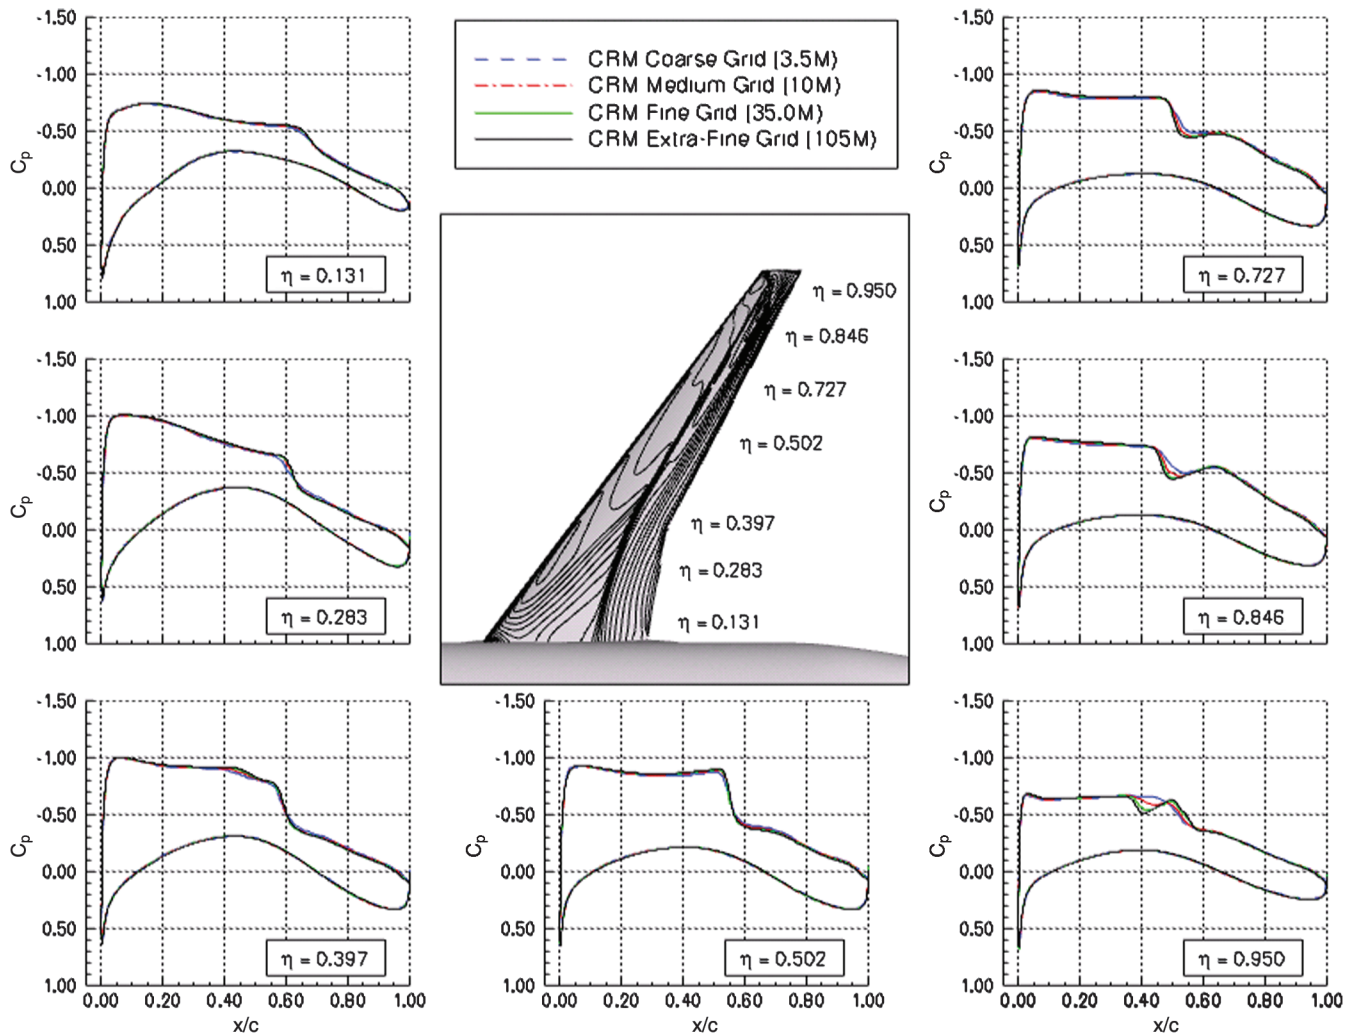 -1.50
-1.00
-0.50
0.00
0.50
1.00
Cp
η = 0.131
CRM Coarse Grid (3.5M)
CRM Medium Grid (10M)
CRM Fine Grid (35.0M)
CRM Extra-Fine Grid (105M)
-1.50
-1.00
-0.50
0.00
0.50
1.00
Cp
η = 0.727
-1.50
-1.00
-0.50
0.00
0.50
1.00
Cp
η = 0.283
η = 0.950
η = 0.846
η = 0.727
η = 0.502
η = 0.397
η = 0.283
η = 0.131
-1.50
-1.00
-0.50
0.00
0.50
1.00
Cp
η = 0.846
-1.50
-1.00
-0.50
0.00
0.50
1.00
Cp
η = 0.397
0.00 0.20 0.40 0.60 0.80 1.00
x/c
-1.50
-1.00
-0.50
0.00
0.50
1.00
Cp
η = 0.502
0.00 0.20 0.40 0.60 0.80 1.00
x/c
-1.50
-1.00
-0.50
0.00
0.50
1.00
Cp
η = 0.950
0.00 0.20 0.40 0.60 0.80 1.00
x/c